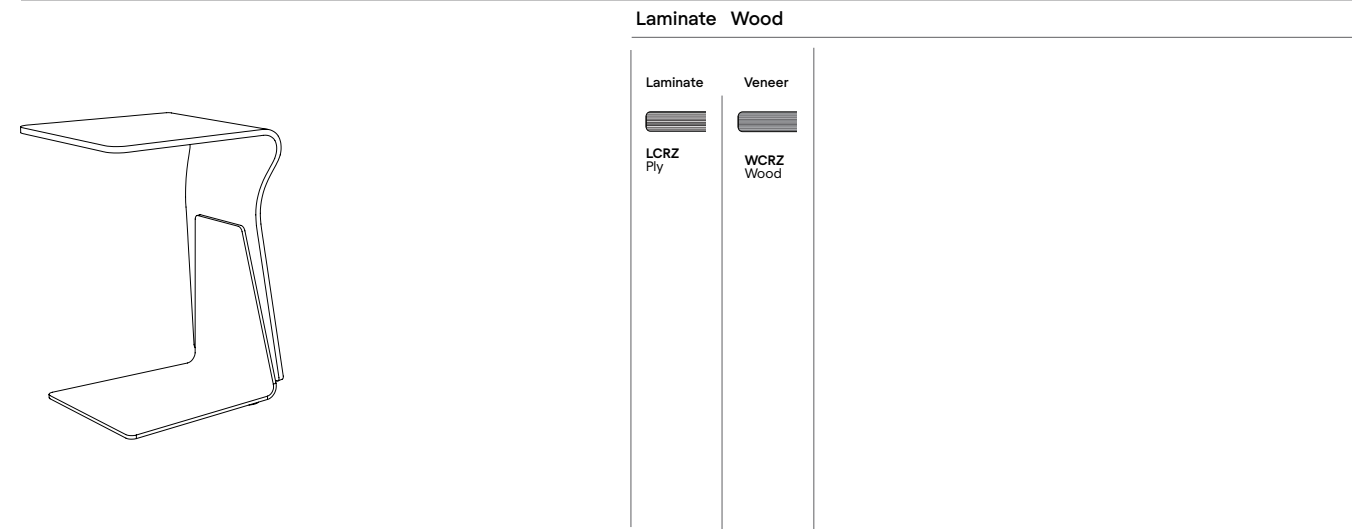 Laminate Wood
Laminate
LCRZ
Ply
Veneer
WCRZ
Wood